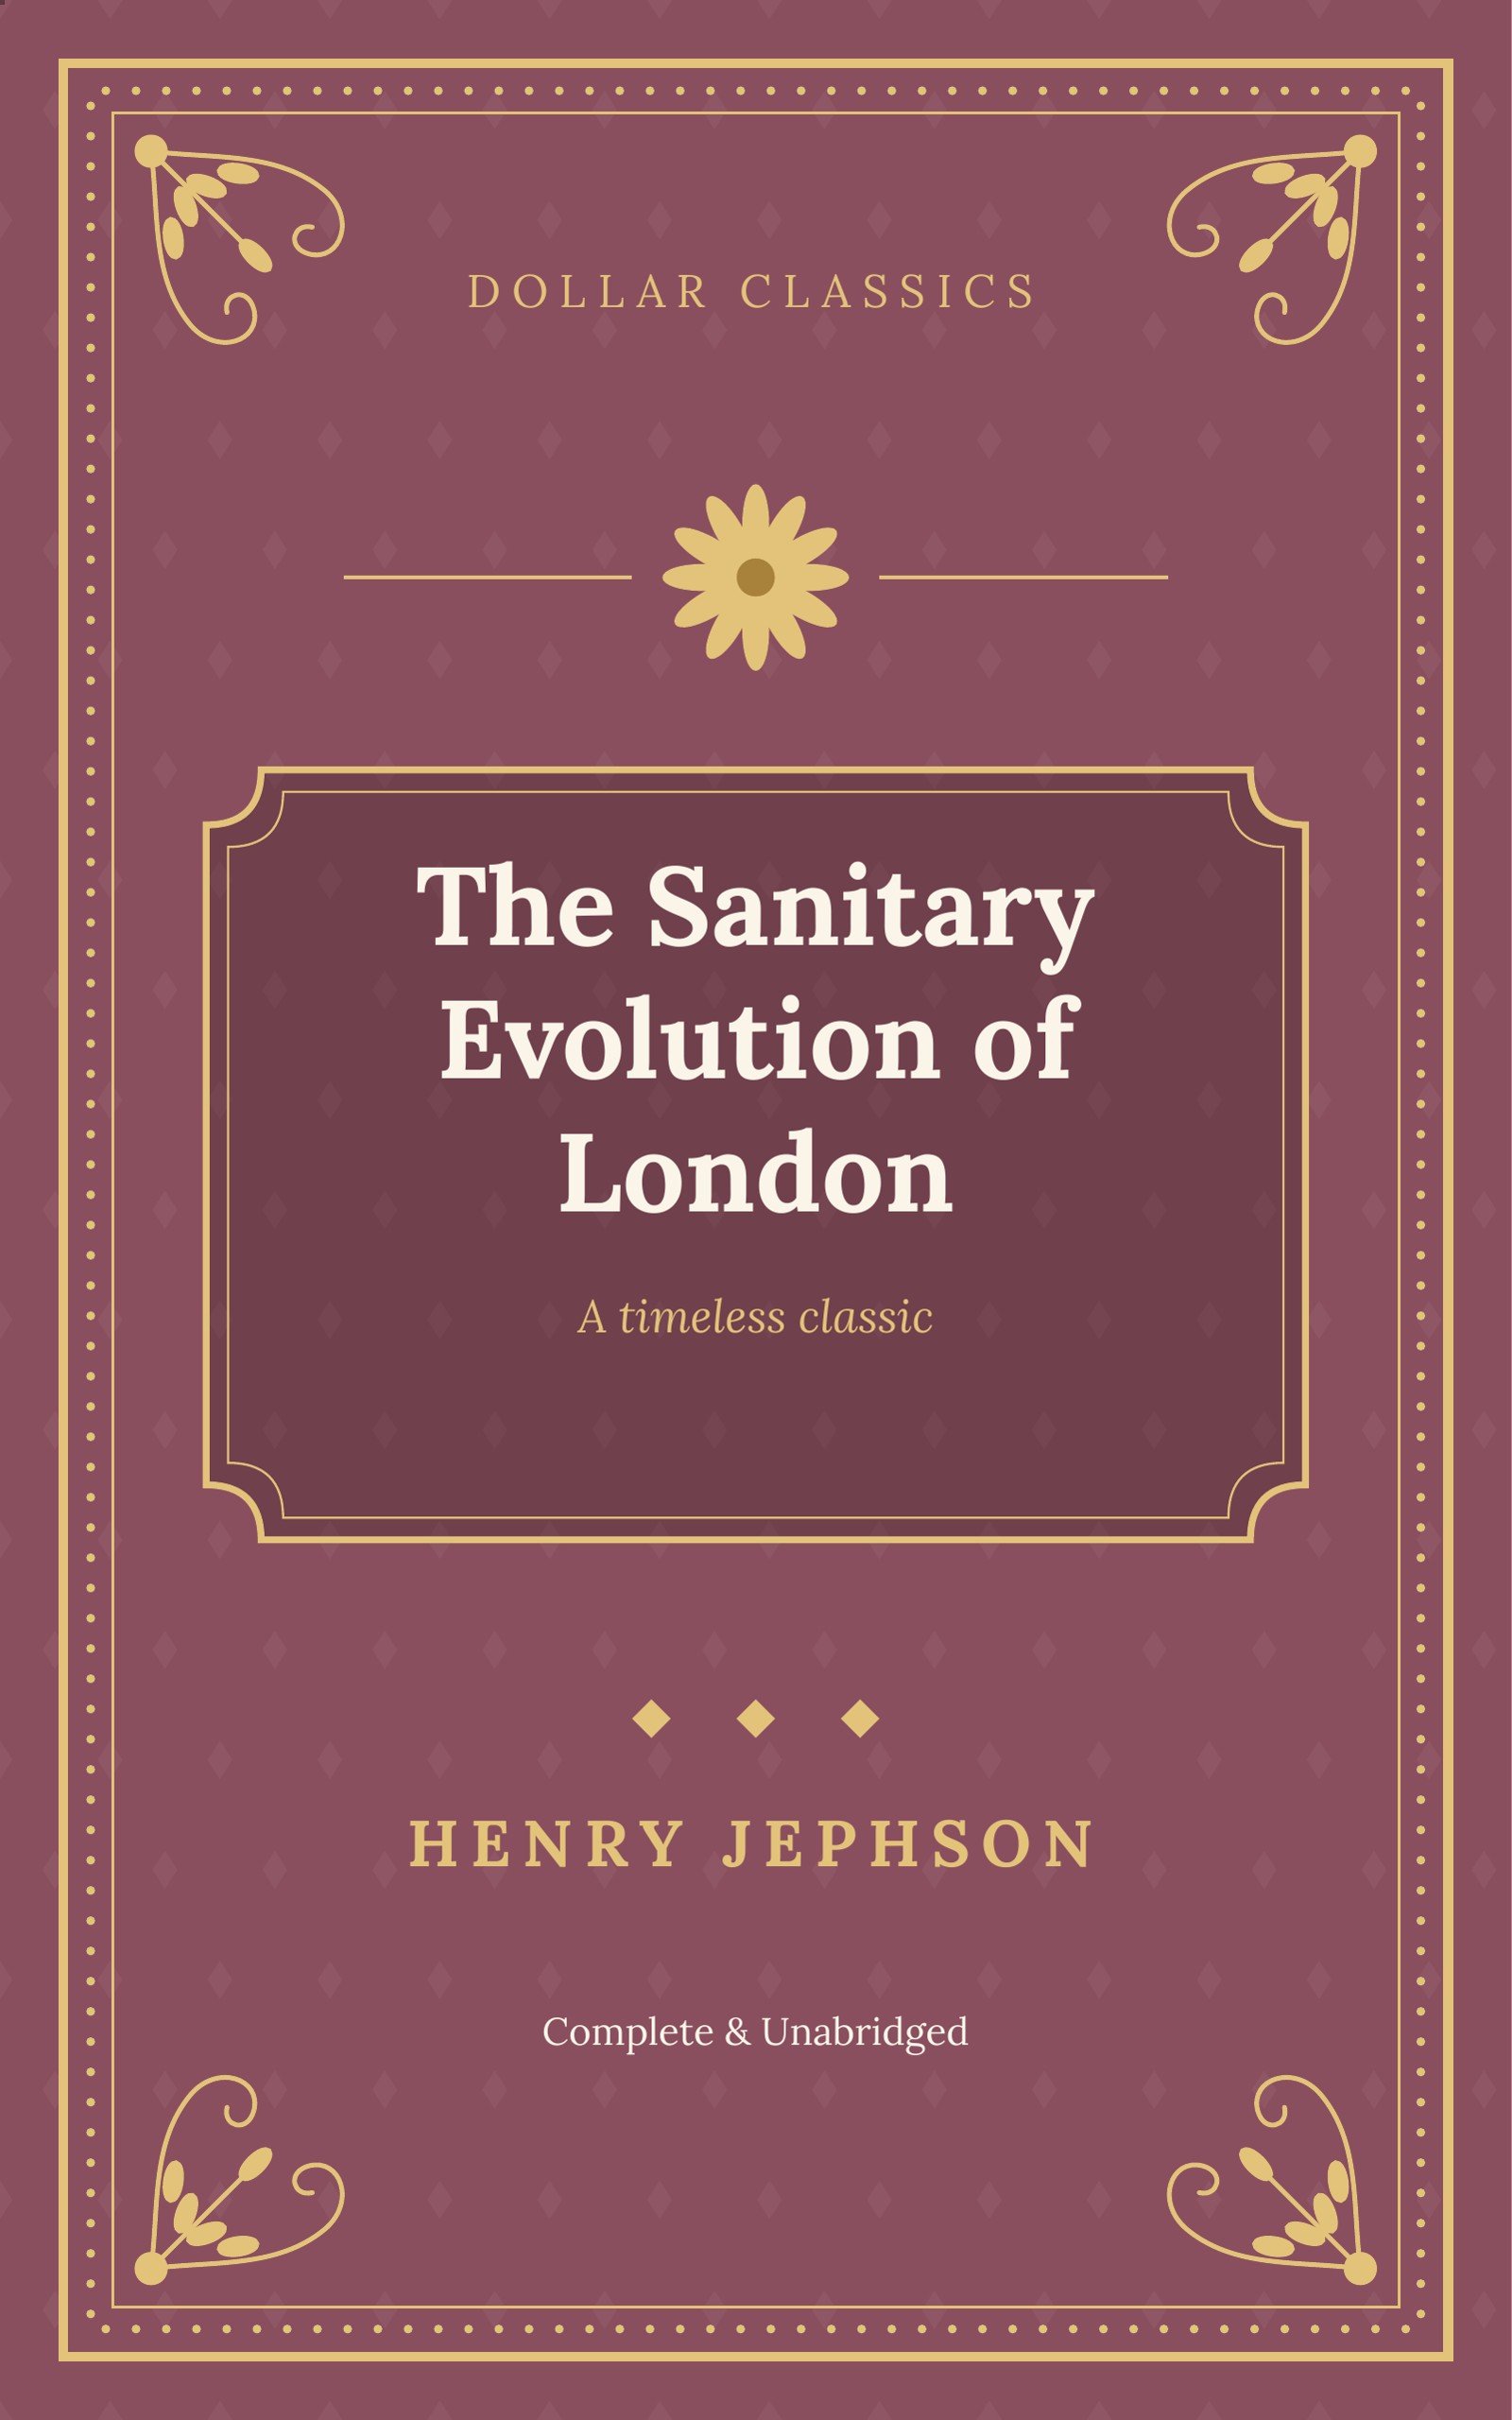 DOLLAR CLASSICS
The Sanitary
Evolution of
London
A timeless classic
HENRY JEPHSON
Complete & Unabridged